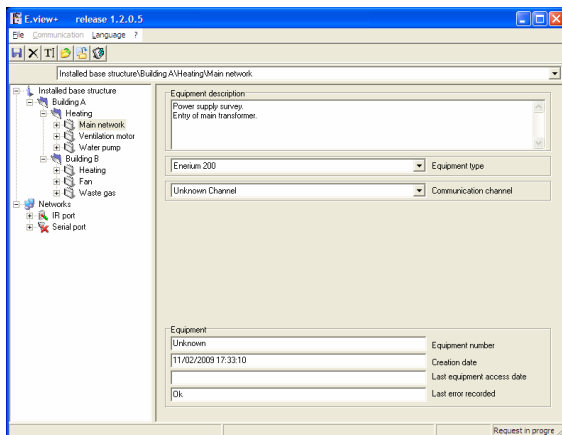 E.view+ release 1.2.0.5
File Communication Language ?
Installed base structure\Building A\Heating\Main network
Installed base structure
Building A
Heating
Main network
Ventilation motor
Water pump
Building B
Heating
Fan
Waste gas
Networks
IR port
Serial port
Equipment description
Power supply survey.
Entry of main transformer.
Enerium 200 Equipment type
Unknown Channel Communication channel
Equipment
Unknown Equipment number
11/02/2009 17:33:10 Creation date
Last equipment access date
Ok Last error recorded
Request in progre